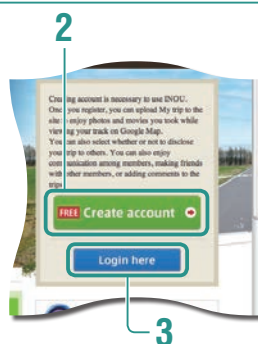 2
Creating account is necessary to use INOU.
Once you register, you can upload My trip to the
site to enjoy photos and movies you took while
viewing your track on Google Map.
You can also select whether or not to disclose
your trip to others. You can also enjoy
communication among members, making friends
with other members, or adding comments to the
trips.
FREE Create account
Login here
3